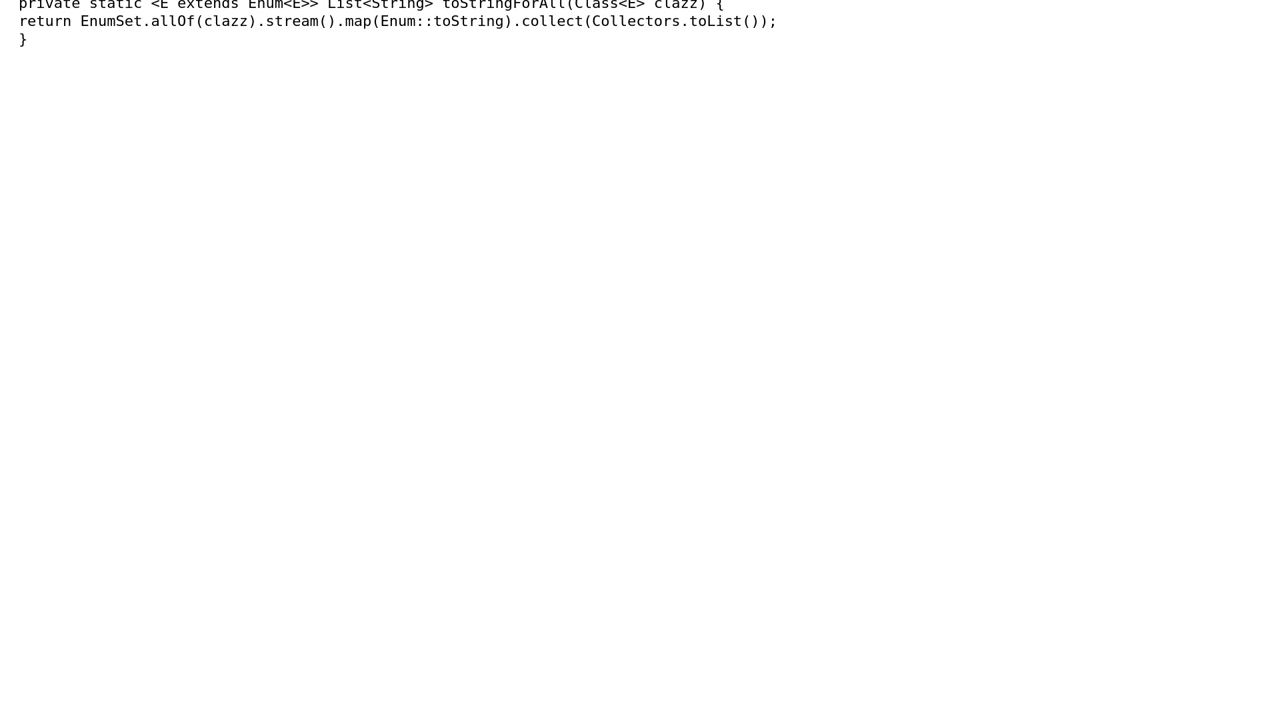 private static <E extends Enum<E>> List<String> toStringForAll(Class<E> clazz) {
return EnumSet.allOf(clazz).stream().map(Enum::toString).collect(Collectors.toList());
}